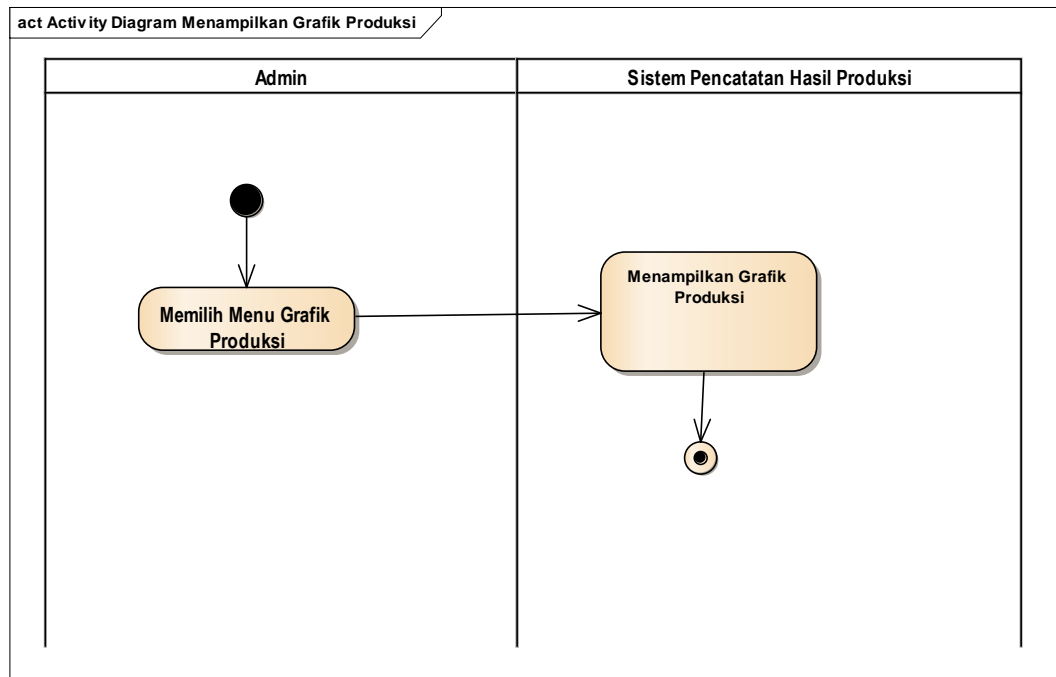 act Activity Diagram Menampilkan Grafik Produksi
Admin
Sistem Pencatatan Hasil Produksi
Memilih Menu Grafik
Produksi
Menampilkan Grafik
Produksi